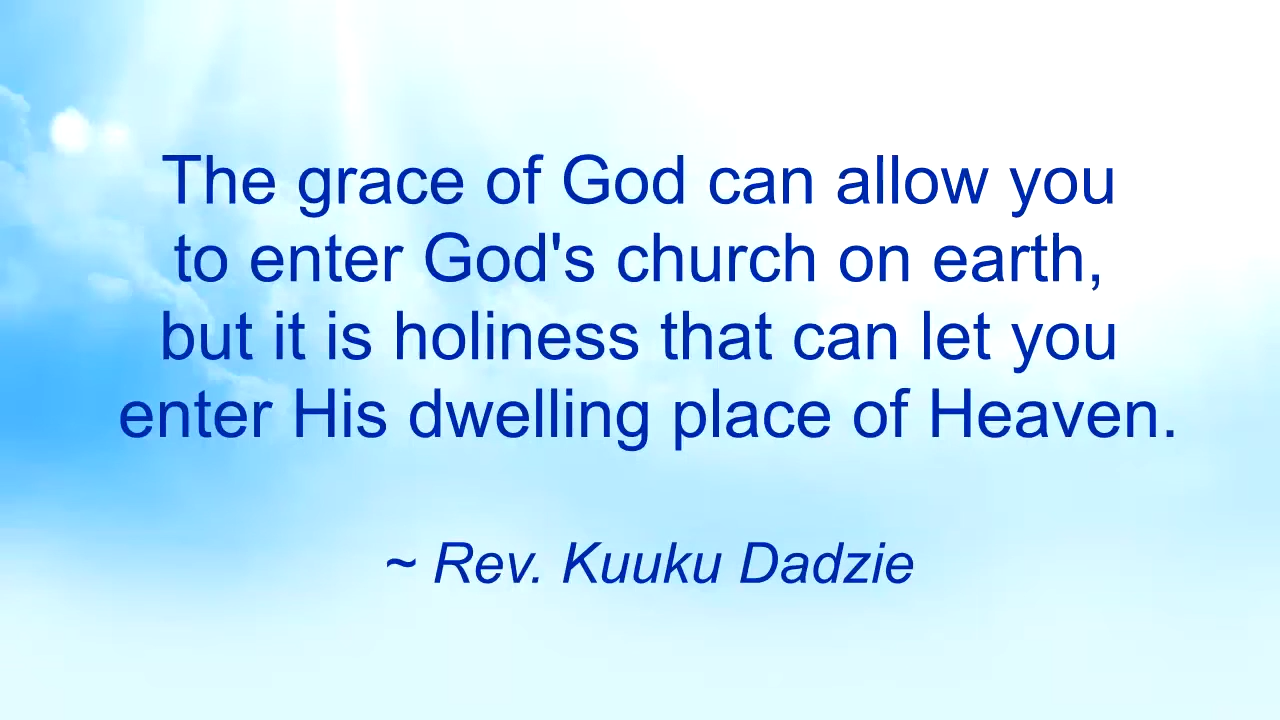 The grace of God can allow you
to enter God's church on earth,
but it is holiness that can let you
enter His dwelling place of Heaven.
~ Rev. Kuuku Dadzie